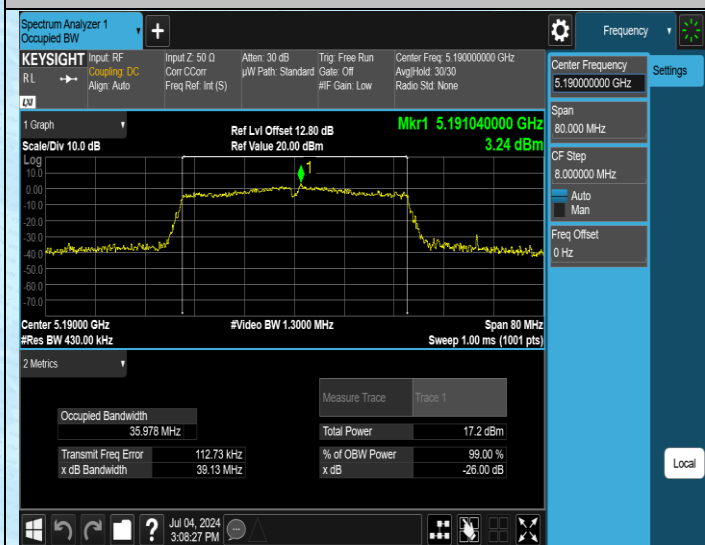 Spectrum Analyzer 1
Occupied BW
Frequency
KEYSIGHT
R L
LXI
Input: RF
Coupling: DC
Align: Auto
Input Z: 50 Ω
Corr CCorr
Freq Ref: Int (S)
Atten: 30 dB
µW Path: Standard
Trig: Free Run
Gate: Off
#IF Gain: Low
Center Freq: 5.190000000 GHz
Avg|Hold: 30/30
Radio Std: None
Center Frequency
5.190000000 GHz
Settings
Span
80.000 MHz
CF Step
8.000000 MHz
Auto
Man
Freq Offset
0 Hz
1 Graph
Scale/Div 10.0 dB
Ref Lvl Offset 12.80 dB
Ref Value 20.00 dBm
Mkr1 5.191040000 GHz
3.24 dBm
Log
10.0
0.00
-10.0
-20.0
-30.0
-40.0
-50.0
-60.0
-70.0
1
Center 5.19000 GHz
#Res BW 430.00 kHz
#Video BW 1.3000 MHz
Span 80 MHz
Sweep 1.00 ms (1001 pts)
2 Metrics
Measure Trace
Trace 1
Occupied Bandwidth
35.978 MHz
Total Power
17.2 dBm
Transmit Freq Error
112.73 kHz
% of OBW Power
99.00 %
x dB Bandwidth
39.13 MHz
x dB
-26.00 dB
Local
?
Jul 04, 2024
3:08:27 PM